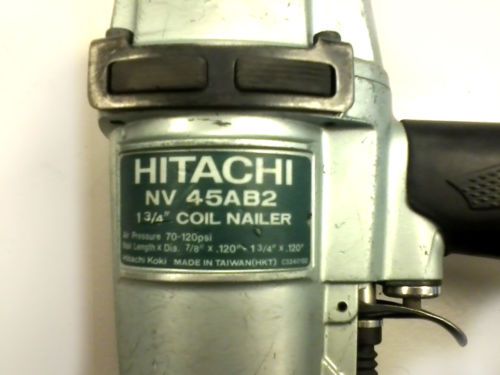 HITACHI
NV 45AB2
1 3/4" COIL NAILER
Air Pressure 70-120psi
Nail Length x Dia. 7/8" x .120"~ 1 3/4" x .120"
Hitachi Koki MADE IN TAIWAN(HKT)